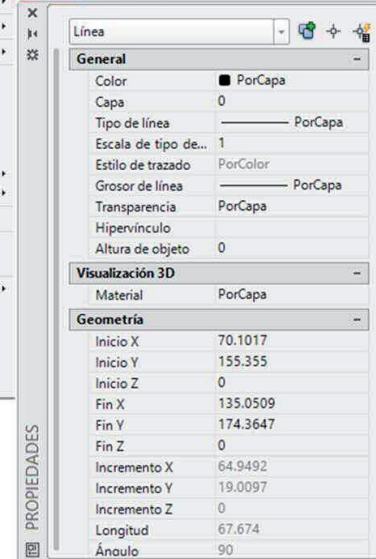 Línea
General
Color PorCapa
Capa 0
Tipo de línea PorCapa
Escala de tipo de... 1
Estilo de trazado PorColor
Grosor de línea PorCapa
Transparencia PorCapa
Hipervínculo
Altura de objeto 0
Visualización 3D
Material PorCapa
Geometría
Inicio X 70.1017
Inicio Y 155.355
Inicio Z 0
Fin X 135.0509
Fin Y 174.3647
Fin Z 0
Incremento X 64.9492
Incremento Y 19.0097
Incremento Z 0
Longitud 67.674
Ángulo 90
PROPIEDADES